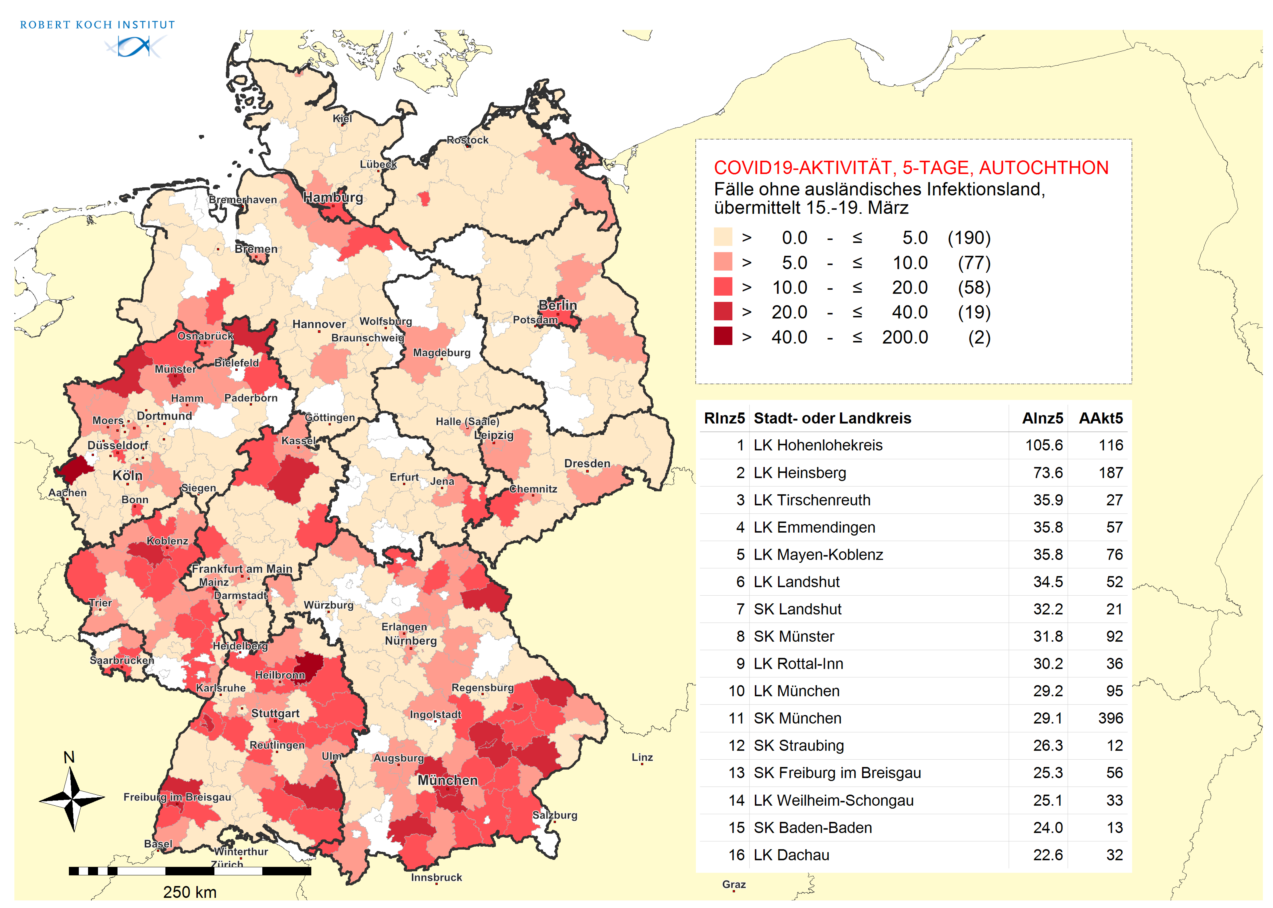 ROBERT KOCH INSTITUT
COVID19-AKTIVITÄT, 5-TAGE, AUTOCHTHON
Fälle ohne ausländisches Infektionsland,
übermittelt 15.-19. März
> 0.0 - ≤ 5.0 (190)
> 5.0 - ≤ 10.0 (77)
> 10.0 - ≤ 20.0 (58)
> 20.0 - ≤ 40.0 (19)
> 40.0 - ≤ 200.0 (2)
RInz5 Stadt- oder Landkreis AInz5 AAkt5
1 LK Hohenlohekreis 105.6 116
2 LK Heinsberg 73.6 187
3 LK Tirschenreuth 35.9 27
4 LK Emmendingen 35.8 57
5 LK Mayen-Koblenz 35.8 76
6 LK Landshut 34.5 52
7 SK Landshut 32.2 21
8 SK Münster 31.8 92
9 LK Rottal-Inn 30.2 36
10 LK München 29.2 95
11 SK München 29.1 396
12 SK Straubing 26.3 12
13 SK Freiburg im Breisgau 25.3 56
14 LK Weilheim-Schongau 25.1 33
15 SK Baden-Baden 24.0 13
16 LK Dachau 22.6 32
Kiel
Rostock
Lübeck
Bremerhaven
Hamburg
Bremen
Berlin
Potsdam
Hannover
Wolfsburg
Braunschweig
Osnabrück
Magdeburg
Bielefeld
Münster
Hamm
Paderborn
Göttingen
Moers
Dortmund
Halle (Saale)
Leipzig
Düsseldorf
Kassel
Dresden
Köln
Erfurt
Jena
Chemnitz
Siegen
Aachen
Bonn
Koblenz
Frankfurt am Main
Mainz
Darmstadt
Trier
Würzburg
Erlangen
Nürnberg
Heidelberg
Saarbrücken
Heilbronn
Karlsruhe
Regensburg
Stuttgart
Ingolstadt
Reutlingen
Ulm
Augsburg
Linz
München
Freiburg im Breisgau
Salzburg
Basel
Winterthur
Zürich
Innsbruck
Graz
N
250 km